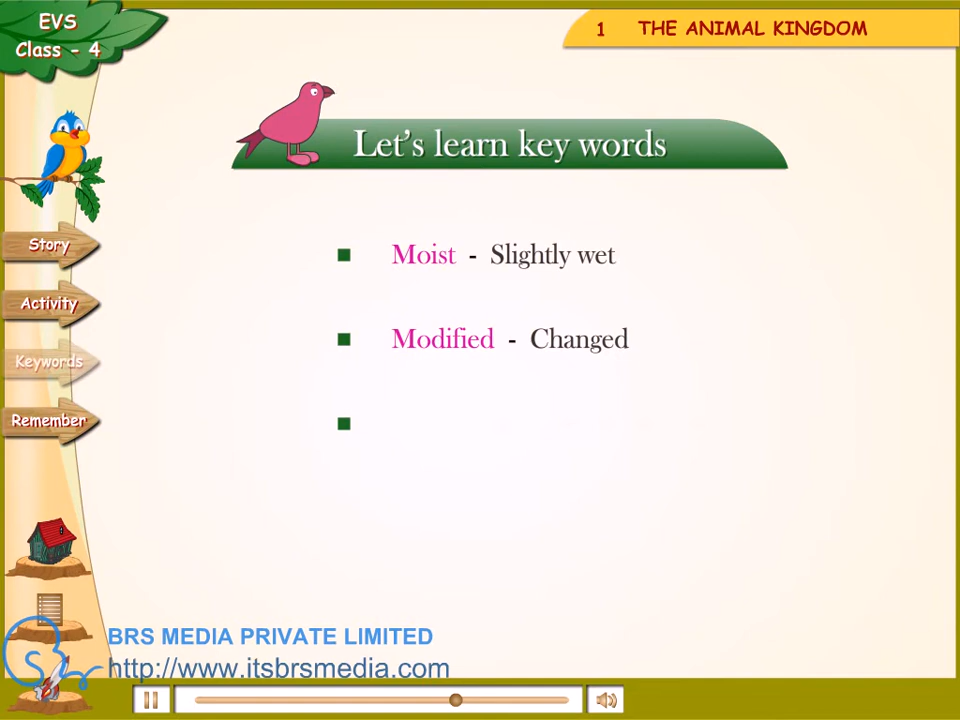 EVS
Class - 4
1 THE ANIMAL KINGDOM
Let's learn key words
Moist - Slightly wet
Modified - Changed
Story
Activity
Keywords
Remember
BRS MEDIA PRIVATE LIMITED
http://www.itsbrsmedia.com